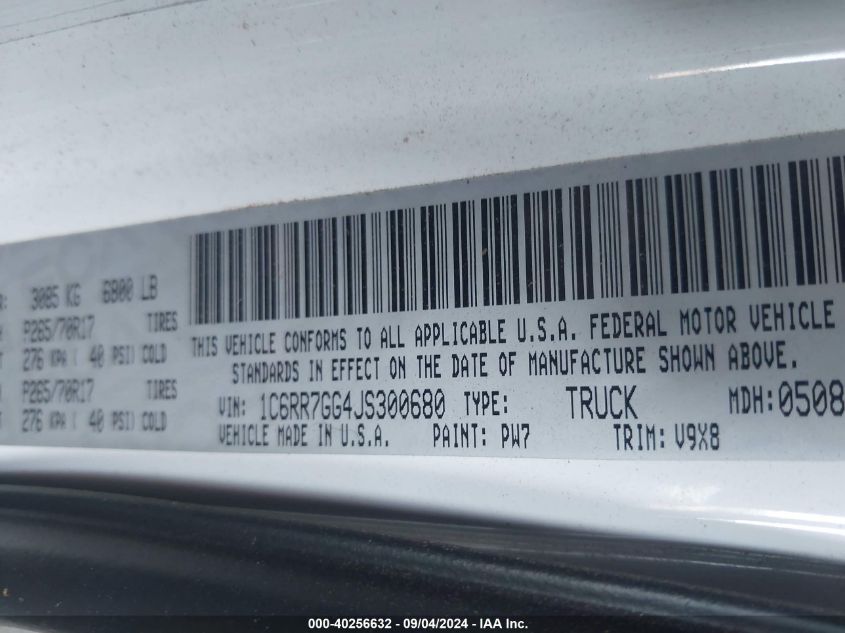 R: 3085 KG 6800 LB
P265/70R17 TIRES
276 KPA ( 40 PSI) COLD
P265/70R17 TIRES
276 KPA ( 40 PSI) COLD
THIS VEHICLE CONFORMS TO ALL APPLICABLE U.S.A. FEDERAL MOTOR VEHICLE
STANDARDS IN EFFECT ON THE DATE OF MANUFACTURE SHOWN ABOVE.
VIN: 1C6RR7GG4JS300680 TYPE: TRUCK MDH: 0508
VEHICLE MADE IN U.S.A. PAINT: PW7 TRIM: V9X8
000-40256632 - 09/04/2024 - IAA Inc.